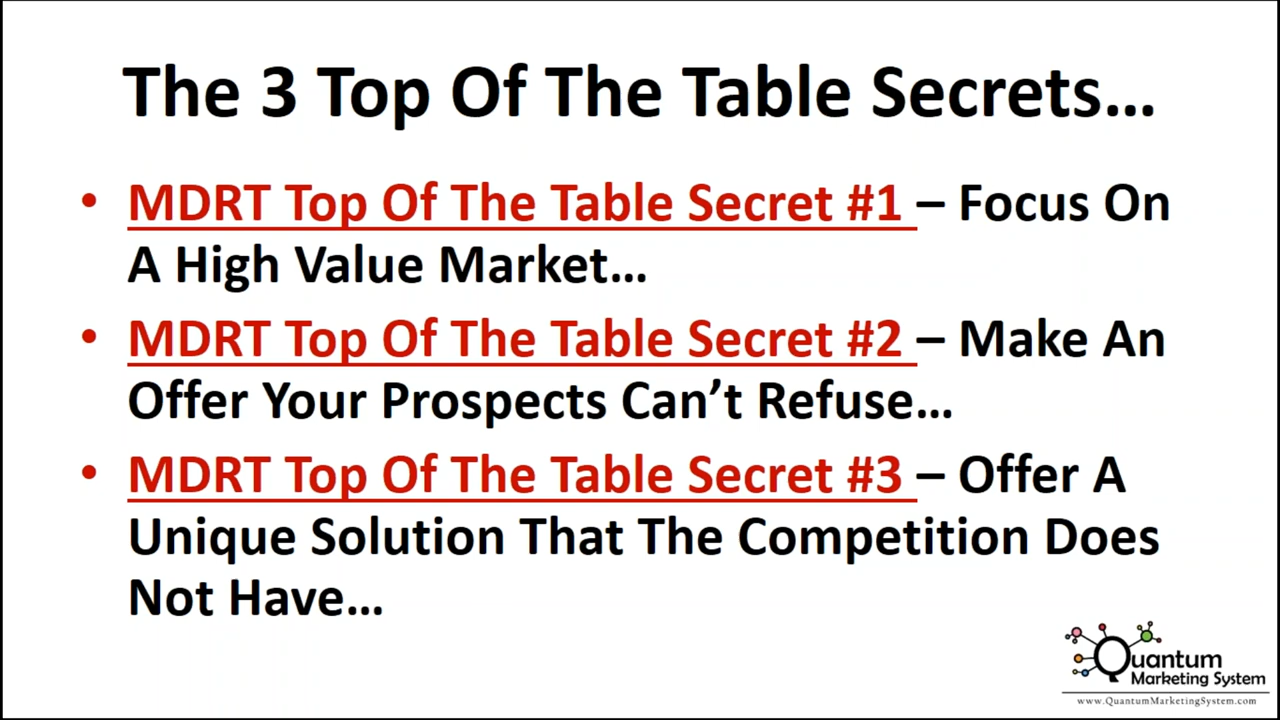 The 3 Top Of The Table Secrets…
• MDRT Top Of The Table Secret #1 – Focus On
A High Value Market…
• MDRT Top Of The Table Secret #2 – Make An
Offer Your Prospects Can’t Refuse…
• MDRT Top Of The Table Secret #3 – Offer A
Unique Solution That The Competition Does
Not Have…
Quantum
Marketing System
www.QuantumMarketingSystem.com